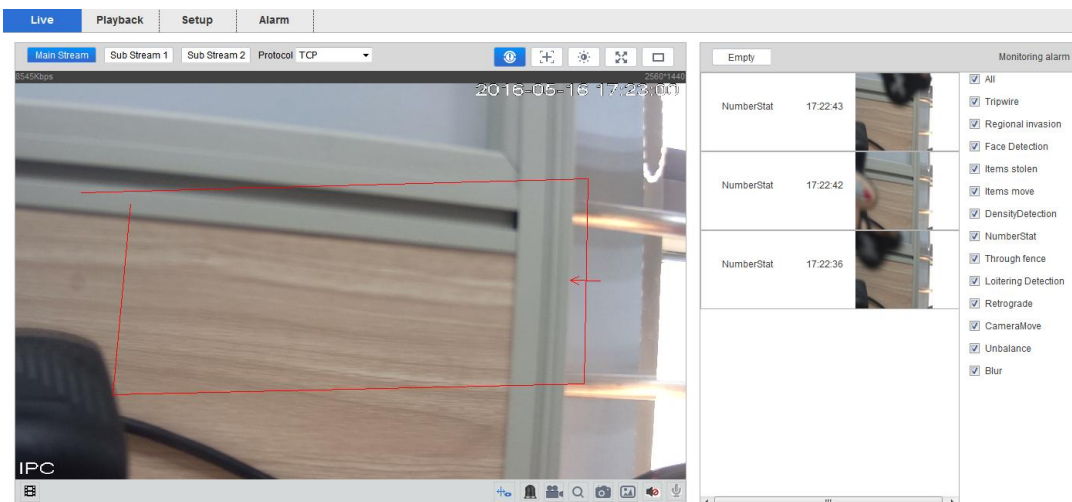 Live Playback Setup Alarm
Main Stream Sub Stream 1 Sub Stream 2 Protocol TCP
8545Kbps 2560*1440
2016-05-16 17:23:00
IPC
Empty Monitoring alarm
NumberStat 17:22:43
NumberStat 17:22:42
NumberStat 17:22:36
All
Tripwire
Regional invasion
Face Detection
Items stolen
Items move
DensityDetection
NumberStat
Through fence
Loitering Detection
Retrograde
CameraMove
Unbalance
Blur